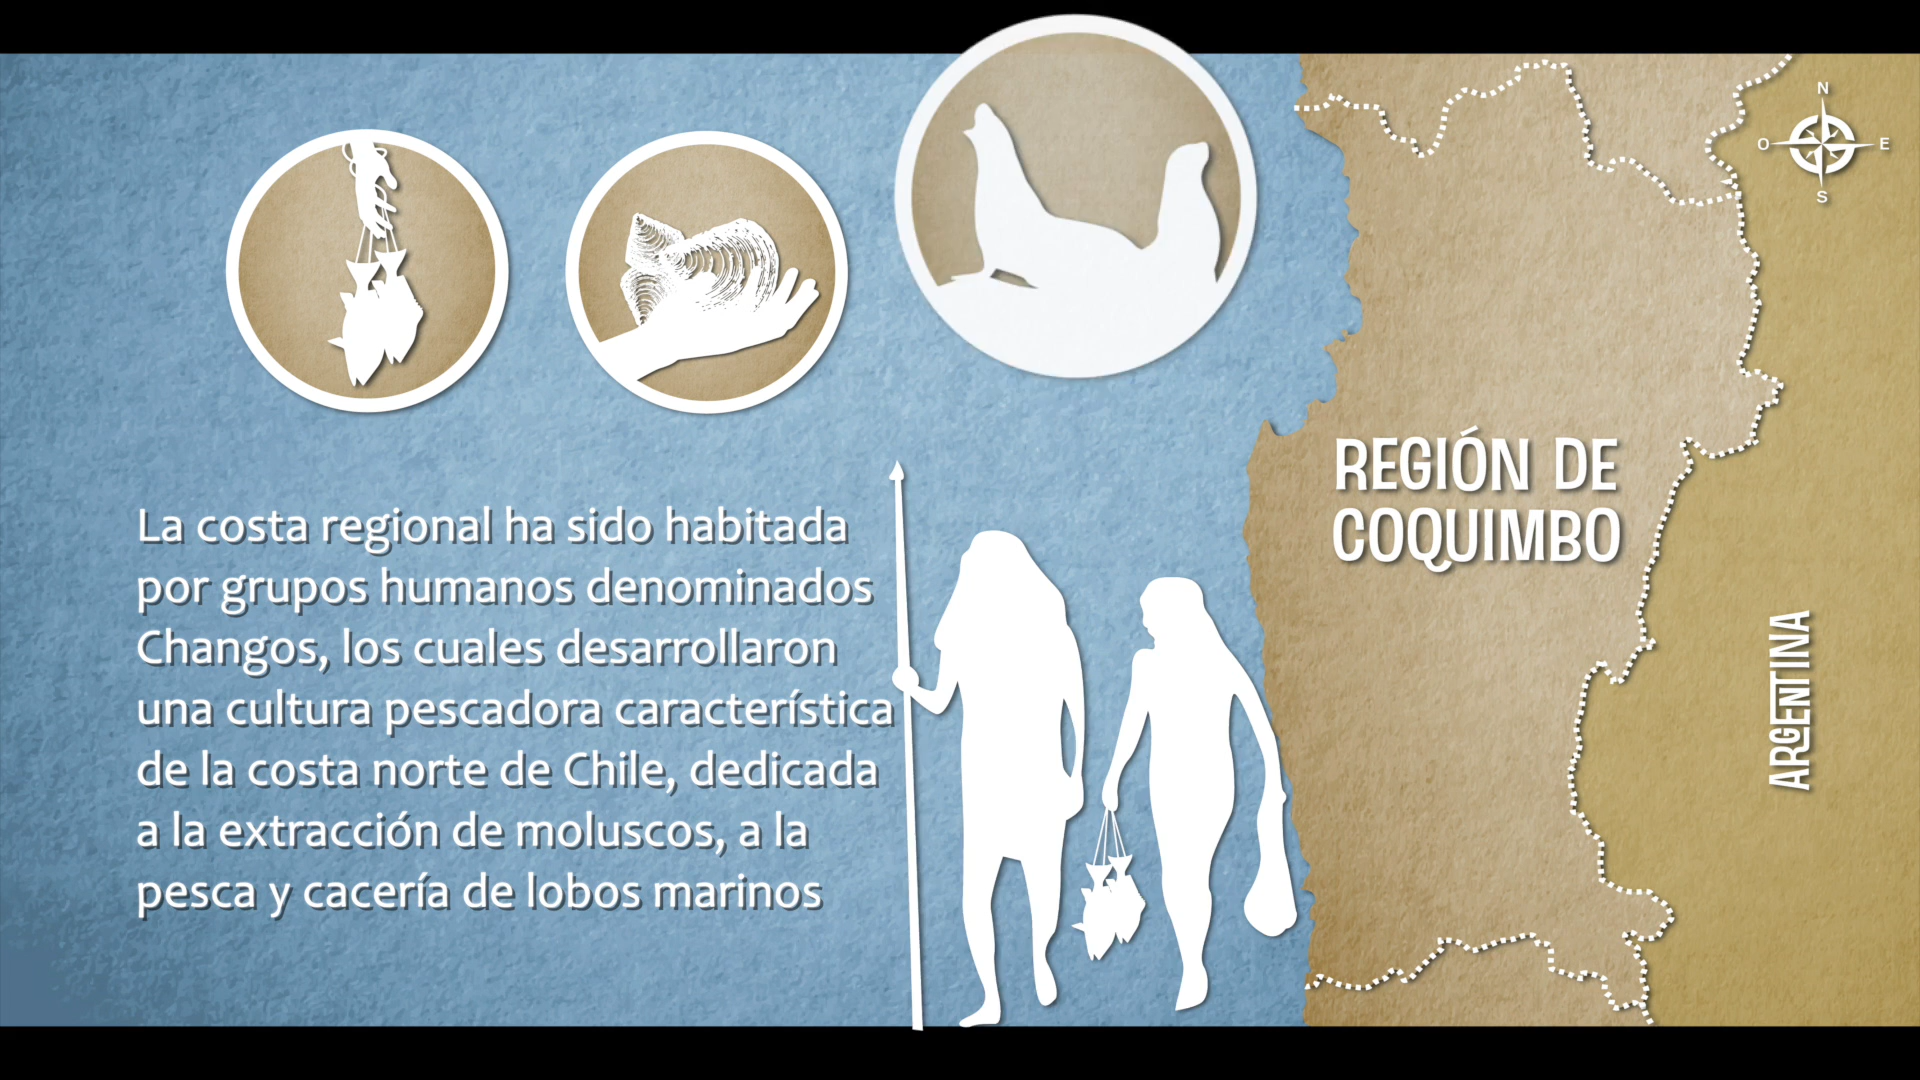 La costa regional ha sido habitada
por grupos humanos denominados
Changos, los cuales desarrollaron
una cultura pescadora característica
de la costa norte de Chile, dedicada
a la extracción de moluscos, a la
pesca y cacería de lobos marinos
REGIÓN DE
COQUIMBO
ARGENTINA
N
O
E
S